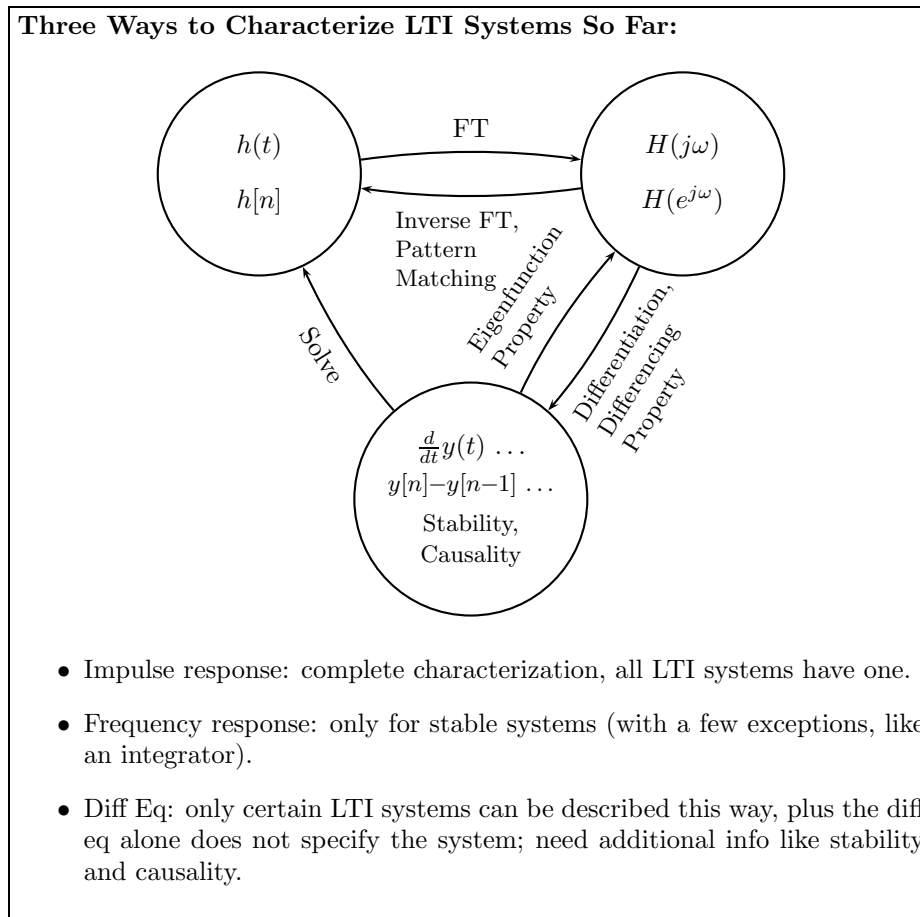 Three Ways to Characterize LTI Systems So Far:
h(t)
h[n]
FT
H(jω)
H(e^{jω})
Inverse FT,
Pattern
Matching
Eigenfunction
Property
Differentiation,
Differencing
Property
Solve
d/dt y(t) …
y[n]−y[n−1] …
Stability,
Causality
• Impulse response: complete characterization, all LTI systems have one.
• Frequency response: only for stable systems (with a few exceptions, like
an integrator).
• Diff Eq: only certain LTI systems can be described this way, plus the diff
eq alone does not specify the system; need additional info like stability
and causality.